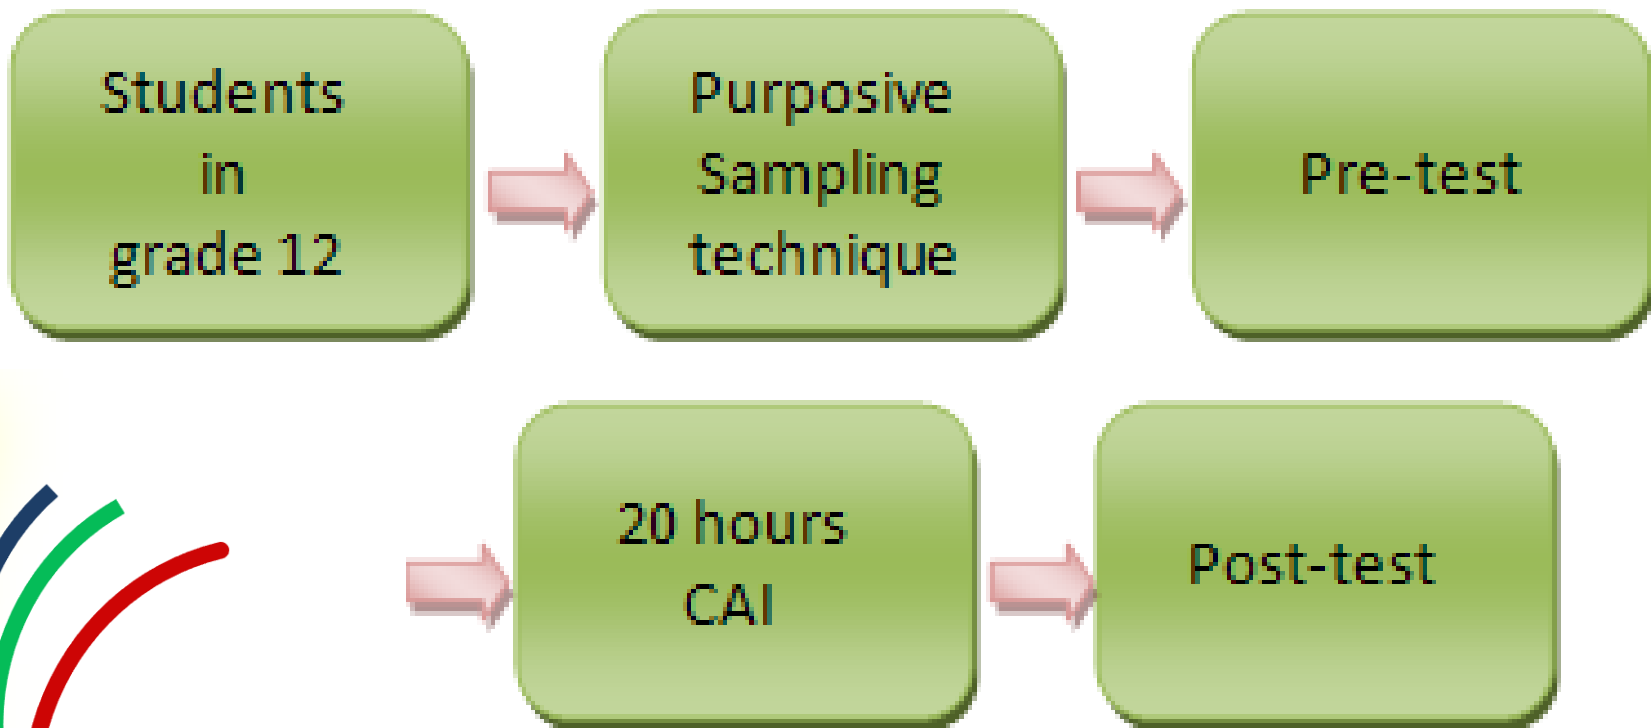 Students
in
grade 12
Purposive
Sampling
technique
Pre-test
20 hours
CAI
Post-test